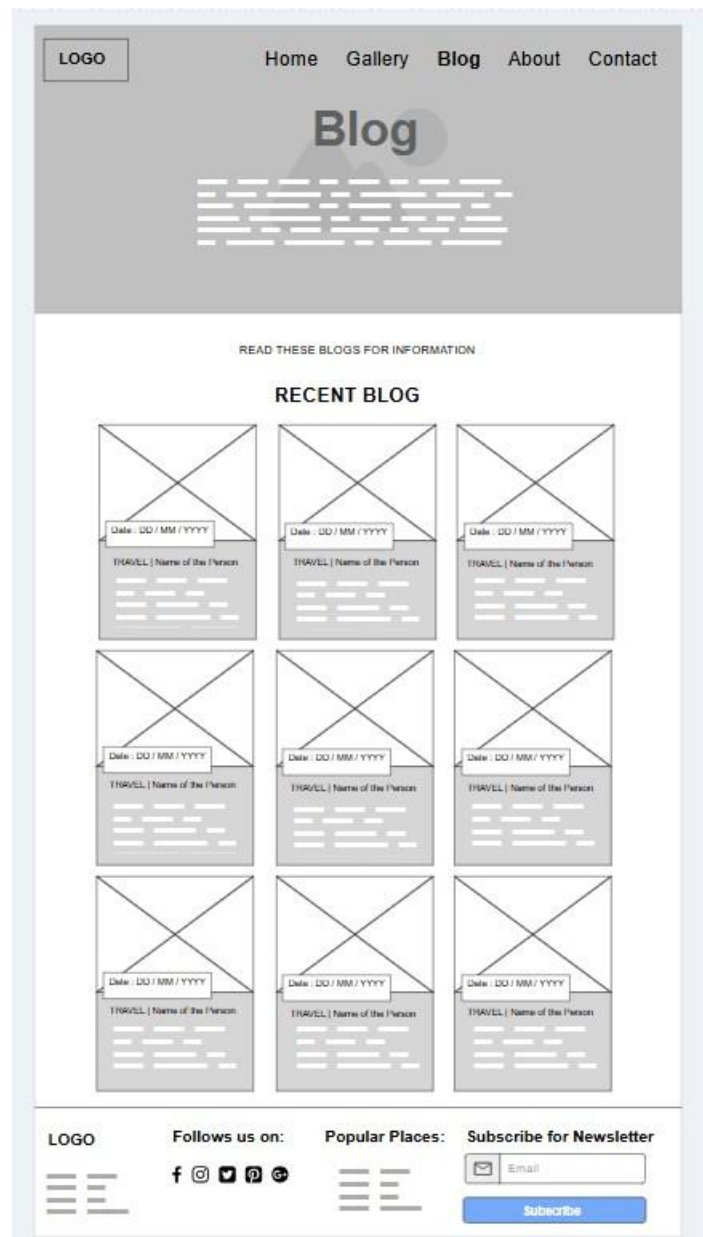 LOGO
Home Gallery Blog About Contact
Blog
READ THESE BLOGS FOR INFORMATION
RECENT BLOG
Date : DD / MM / YYYY
TRAVEL | Name of the Person
Date : DD / MM / YYYY
TRAVEL | Name of the Person
Date : DD / MM / YYYY
TRAVEL | Name of the Person
Date : DD / MM / YYYY
TRAVEL | Name of the Person
Date : DD / MM / YYYY
TRAVEL | Name of the Person
Date : DD / MM / YYYY
TRAVEL | Name of the Person
Date : DD / MM / YYYY
TRAVEL | Name of the Person
Date : DD / MM / YYYY
TRAVEL | Name of the Person
Date : DD / MM / YYYY
TRAVEL | Name of the Person
LOGO
Follows us on:
Popular Places:
Subscribe for Newsletter
Email
Subscribe